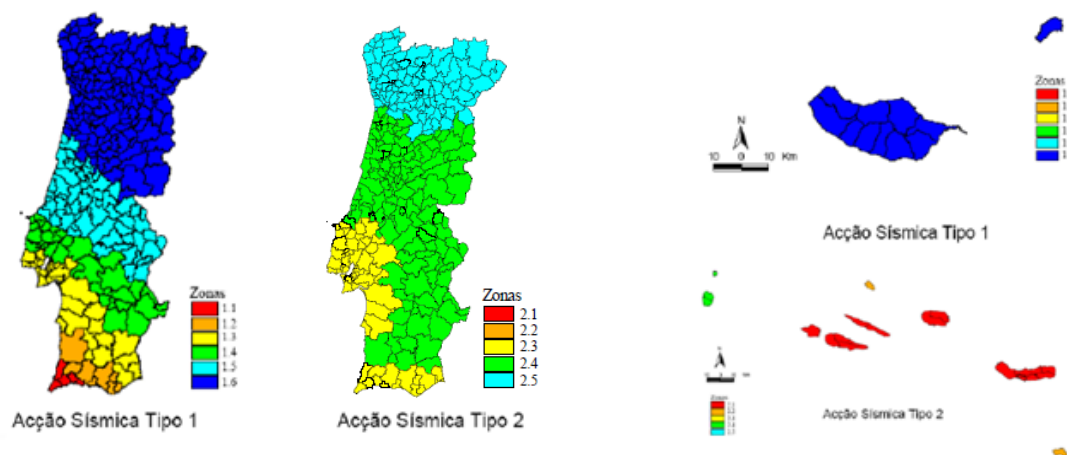 Zonas
1.1
1.2
1.3
1.4
1.5
1.6
Acção Sísmica Tipo 1
Zonas
2.1
2.2
2.3
2.4
2.5
Acção Sísmica Tipo 2
N
10 0 10 Km
Zonas
Acção Sísmica Tipo 1
Acção Sísmica Tipo 2